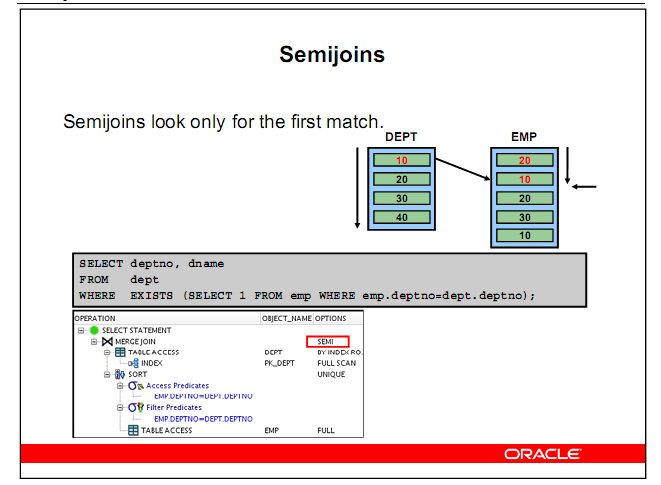 Semijoins
Semijoins look only for the first match.
DEPT EMP
10 20
20 10
30 20
40 30
10
SELECT deptno, dname
FROM dept
WHERE EXISTS (SELECT 1 FROM emp WHERE emp.deptno=dept.deptno);
OPERATION OBJECT_NAME OPTIONS
SELECT STATEMENT
MERGE JOIN SEMI
TABLE ACCESS DEPT BY INDEX RO
INDEX PK_DEPT FULL SCAN
SORT UNIQUE
Access Predicates
EMP.DEPTNO=DEPT.DEPTNO
Filter Predicates
EMP.DEPTNO=DEPT.DEPTNO
TABLE ACCESS EMP FULL
ORACLE